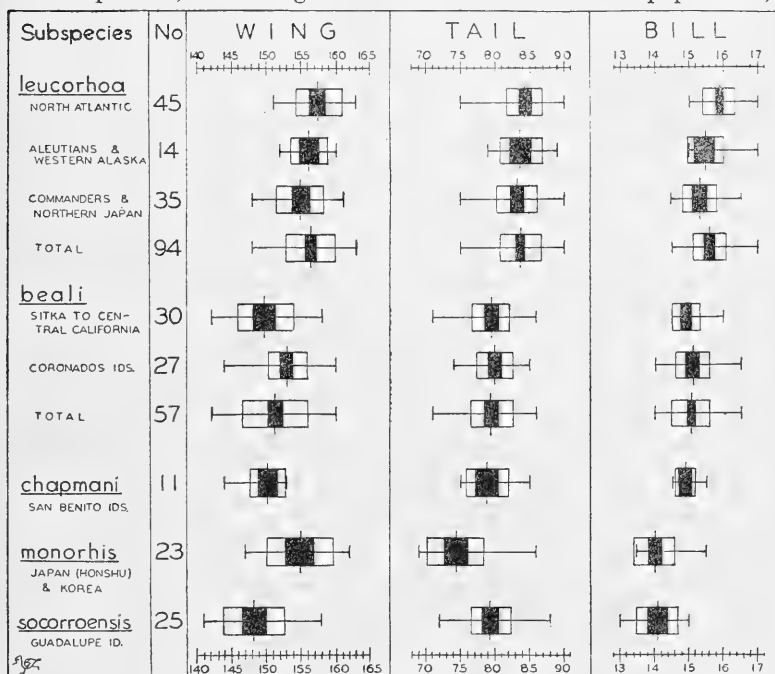 Subspecies No WING TAIL BILL
140 145 150 155 160 165 70 75 80 85 90 13 14 15 16 17
leucorhoa
NORTH ATLANTIC 45
ALEUTIANS &
WESTERN ALASKA 14
COMMANDERS &
NORTHERN JAPAN 35
TOTAL 94
beali
SITKA TO CEN-
TRAL CALIFORNIA 30
CORONADOS IDS. 27
TOTAL 57
chapmani 11
SAN BENITO IDS.
monorhis 23
JAPAN (HONSHU)
& KOREA
socorroensis 25
GUADALUPE ID.
140 145 150 155 160 165 70 75 80 85 90 13 14 15 16 17